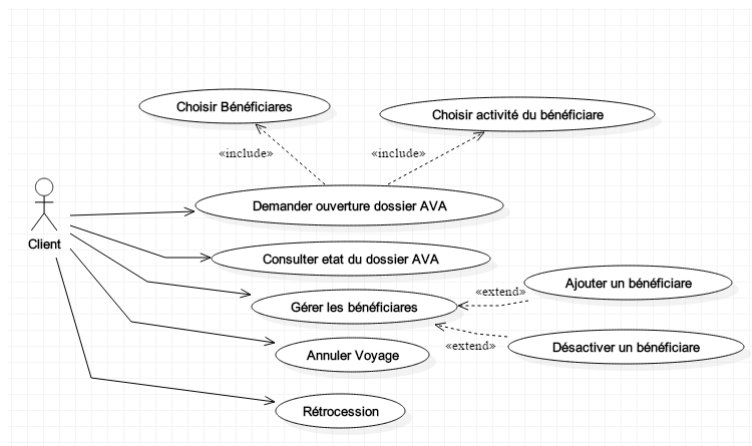 Choisir Bénéficiares
Choisir activité du bénéficiare
«include»
«include»
Demander ouverture dossier AVA
Client
Consulter etat du dossier AVA
Ajouter un bénéficiare
«extend»
Gérer les bénéficiares
Désactiver un bénéficiare
«extend»
Annuler Voyage
Rétrocession